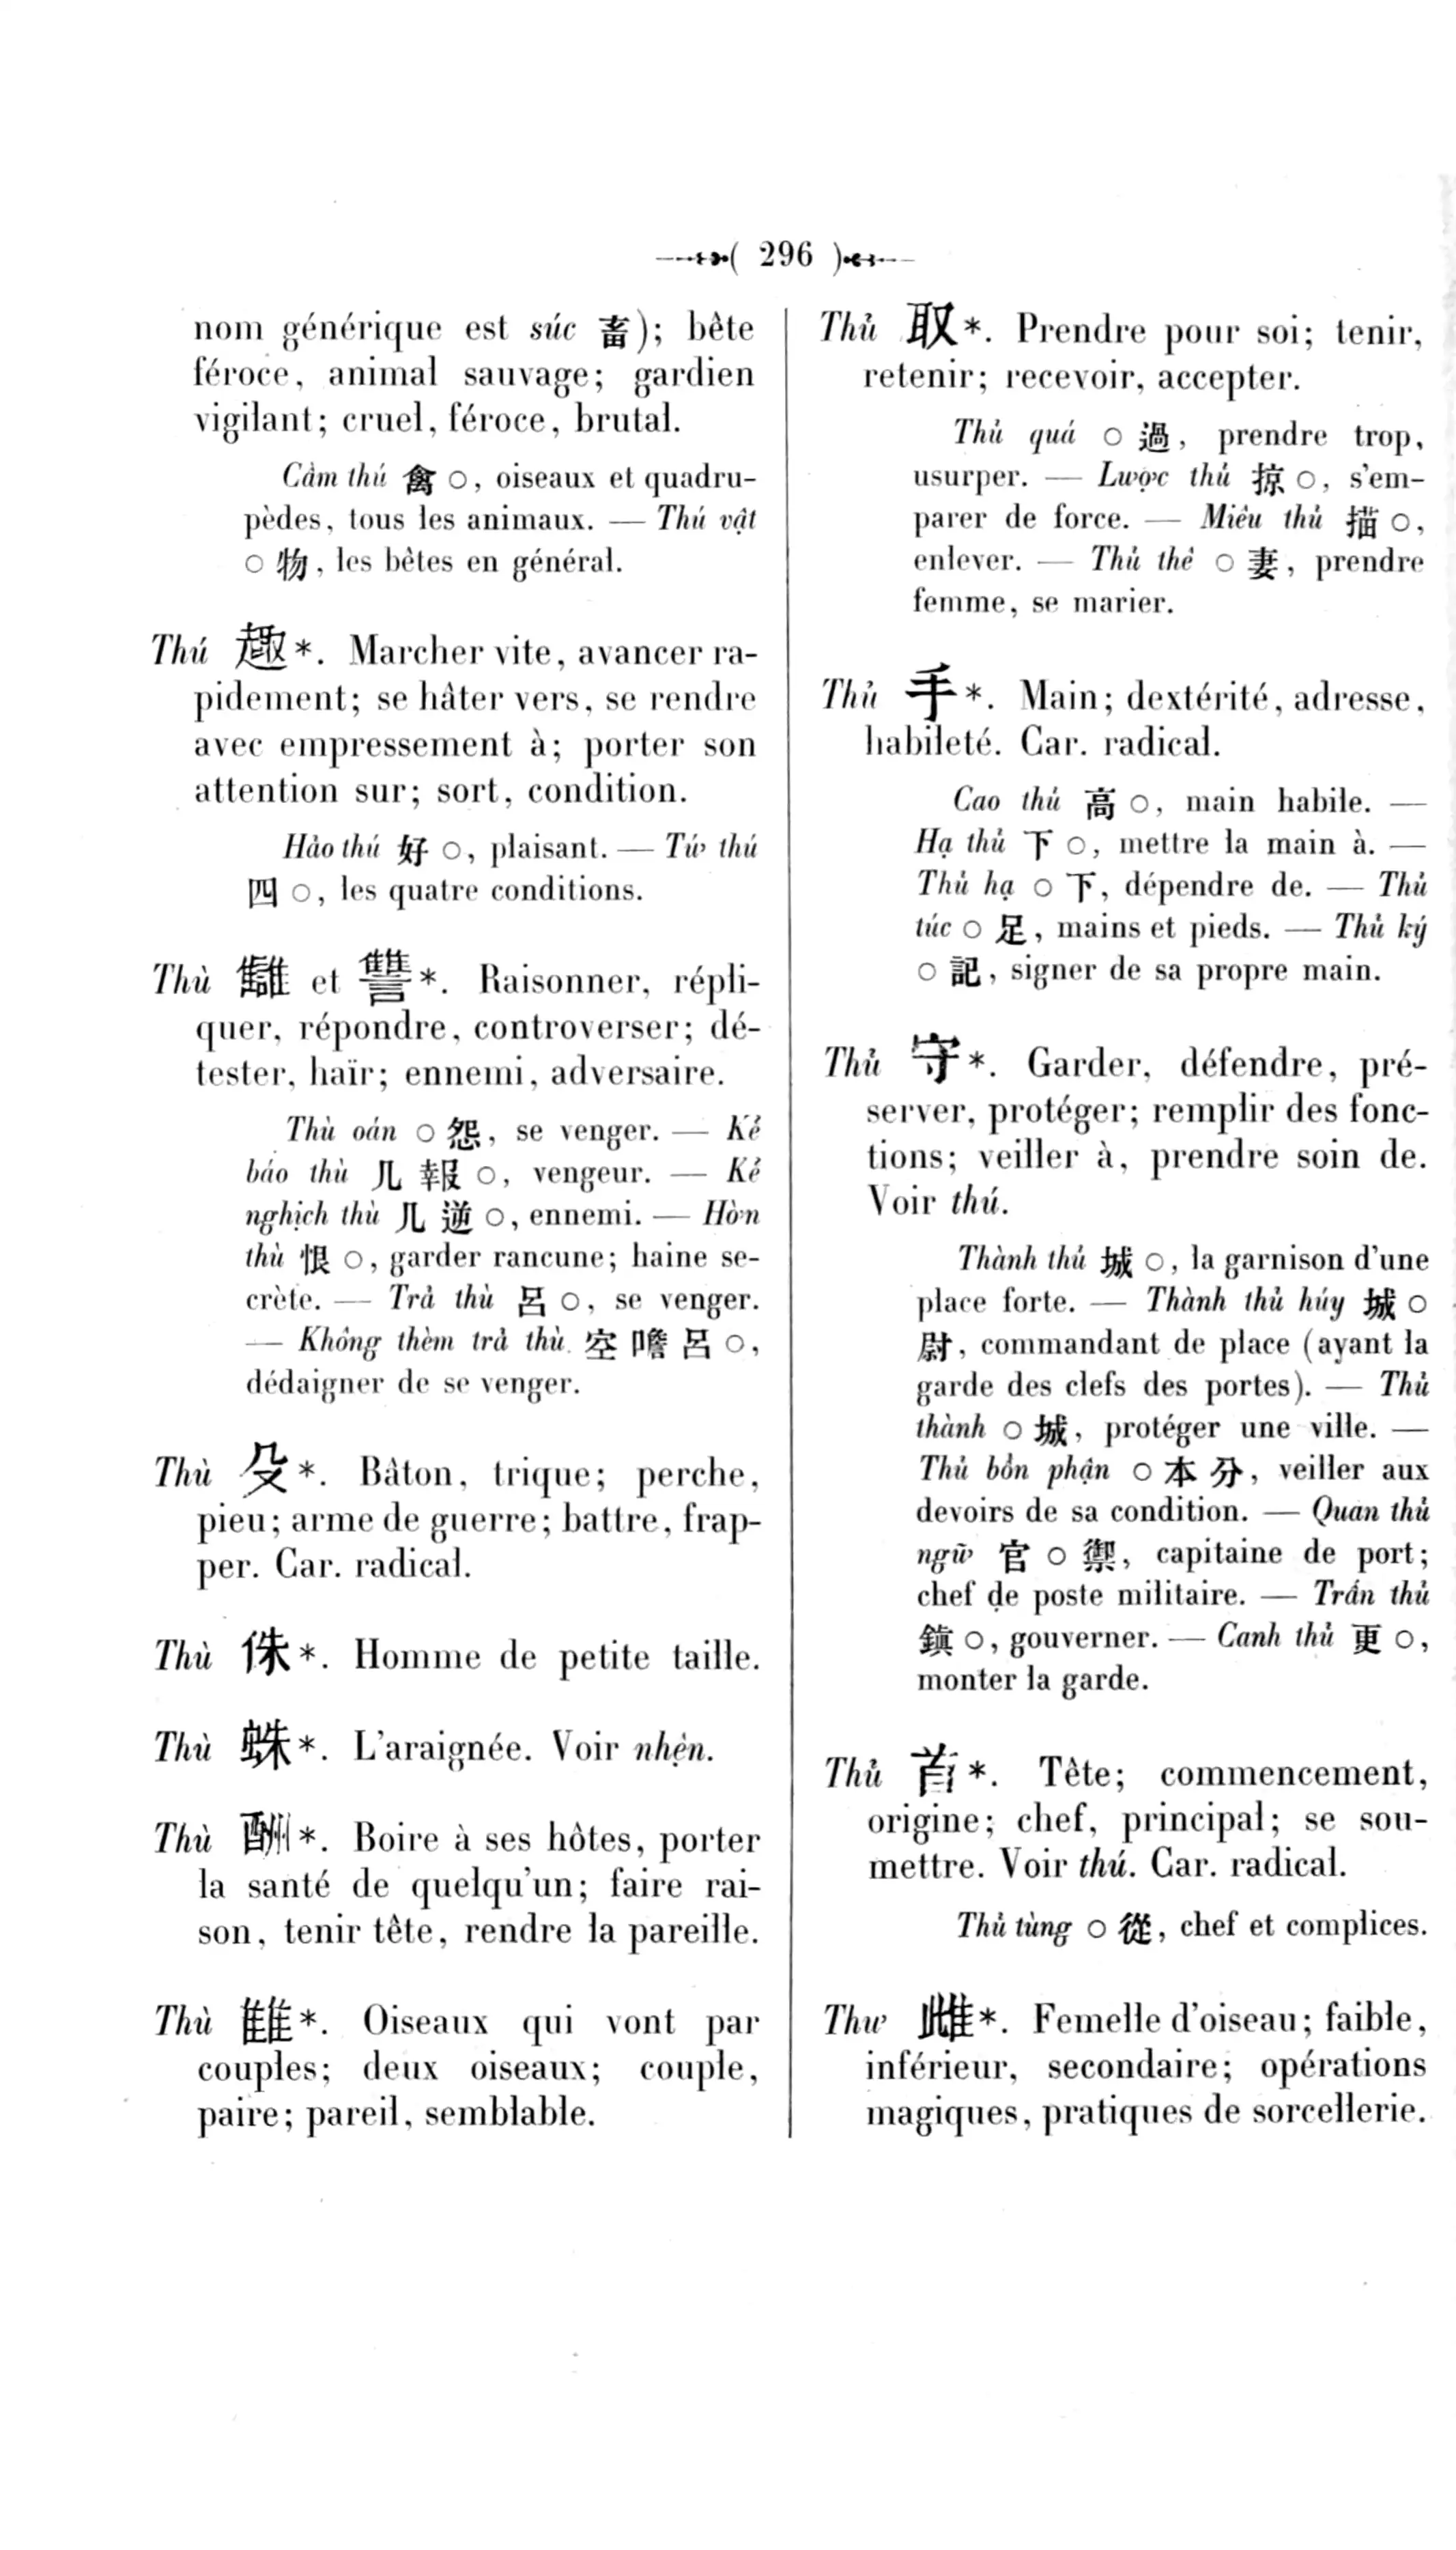 ( 296 )
nom générique est súc 畜); bête
féroce, animal sauvage; gardien
vigilant; cruel, féroce, brutal.
Cầm thú 禽 ○, oiseaux et quadru-
pèdes, tous les animaux. — Thú vật
○ 物, les bêtes en général.
Thú 趣*. Marcher vite, avancer ra-
pidement; se hâter vers, se rendre
avec empressement à; porter son
attention sur; sort, condition.
Hảo thú 好 ○, plaisant. — Tứ thú
四 ○, les quatre conditions.
Thù 讎 et 讐*. Raisonner, répli-
quer, répondre, controverser; dé-
tester, haïr; ennemi, adversaire.
Thù oán ○ 怨, se venger. — Kẻ
báo thù 几 報 ○, vengeur. — Kẻ
nghịch thù 几 逆 ○, ennemi. — Hờn
thù 恨 ○, garder rancune; haine se-
crète. — Trả thù 呂 ○, se venger.
— Không thèm trả thù 空 噡 呂 ○,
dédaigner de se venger.
Thù 殳*. Bâton, trique; perche,
pieu; arme de guerre; battre, frap-
per. Car. radical.
Thù 侏*. Homme de petite taille.
Thù 蛛*. L'araignée. Voir nhện.
Thù 酬*. Boire à ses hôtes, porter
la santé de quelqu'un; faire rai-
son, tenir tête, rendre la pareille.
Thù 雔*. Oiseaux qui vont par
couples; deux oiseaux; couple,
paire; pareil, semblable.
Thủ 取*. Prendre pour soi; tenir,
retenir; recevoir, accepter.
Thủ quá ○ 過, prendre trop,
usurper. — Lược thủ 掠 ○, s'em-
parer de force. — Miêu thủ 描 ○,
enlever. — Thủ thê ○ 妻, prendre
femme, se marier.
Thủ 手*. Main; dextérité, adresse,
habileté. Car. radical.
Cao thủ 高 ○, main habile. —
Hạ thủ 下 ○, mettre la main à. —
Thủ hạ ○ 下, dépendre de. — Thủ
túc ○ 足, mains et pieds. — Thủ ký
○ 記, signer de sa propre main.
Thủ 守*. Garder, défendre, pré-
server, protéger; remplir des fonc-
tions; veiller à, prendre soin de.
Voir thú.
Thành thủ 城 ○, la garnison d'une
place forte. — Thành thủ húy 城 ○
尉, commandant de place (ayant la
garde des clefs des portes). — Thủ
thành ○ 城, protéger une ville. —
Thủ bổn phận ○ 本 分, veiller aux
devoirs de sa condition. — Quan thủ
ngữ 官 ○ 禦, capitaine de port;
chef de poste militaire. — Trấn thủ
鎮 ○, gouverner. — Canh thủ 更 ○,
monter la garde.
Thủ 首*. Tête; commencement,
origine; chef, principal; se sou-
mettre. Voir thú. Car. radical.
Thủ tùng ○ 從, chef et complices.
Thư 雌*. Femelle d'oiseau; faible,
inférieur, secondaire; opérations
magiques, pratiques de sorcellerie.